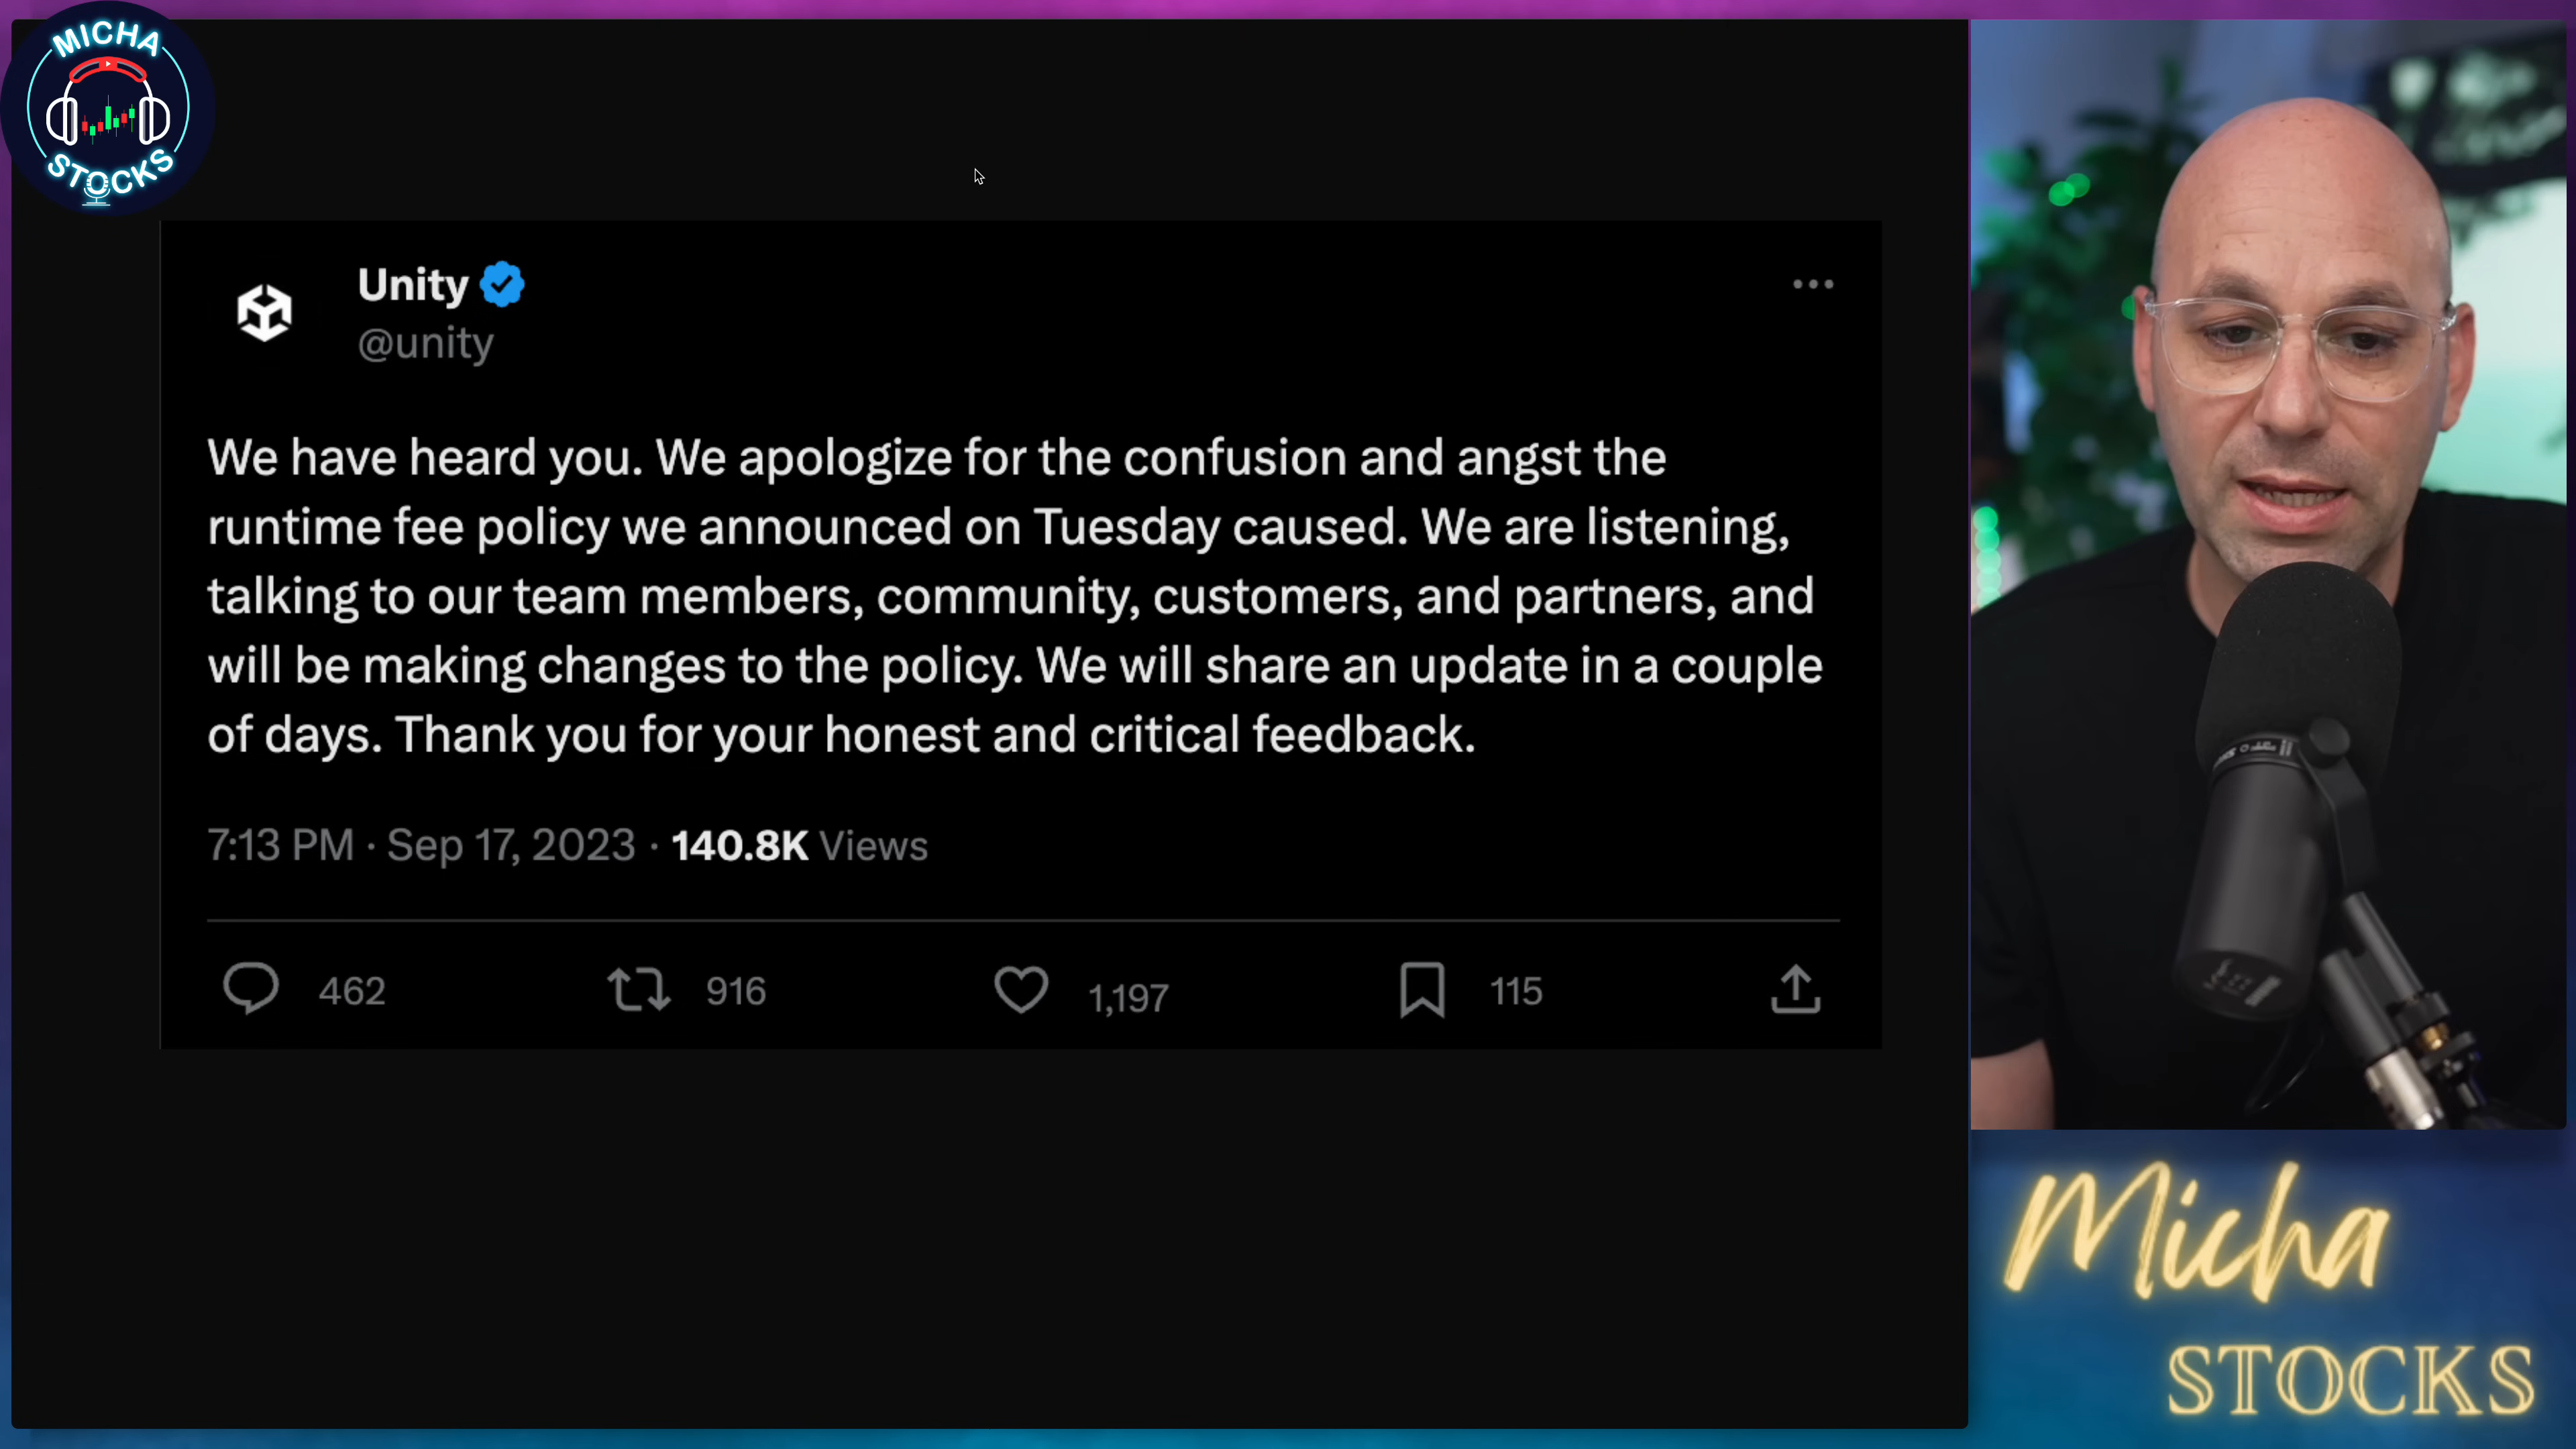 MICHA
STOCKS
Unity
@unity
We have heard you. We apologize for the confusion and angst the
runtime fee policy we announced on Tuesday caused. We are listening,
talking to our team members, community, customers, and partners, and
will be making changes to the policy. We will share an update in a couple
of days. Thank you for your honest and critical feedback.
7:13 PM · Sep 17, 2023 · 140.8K Views
462 916 1,197 115
Micha
STOCKS